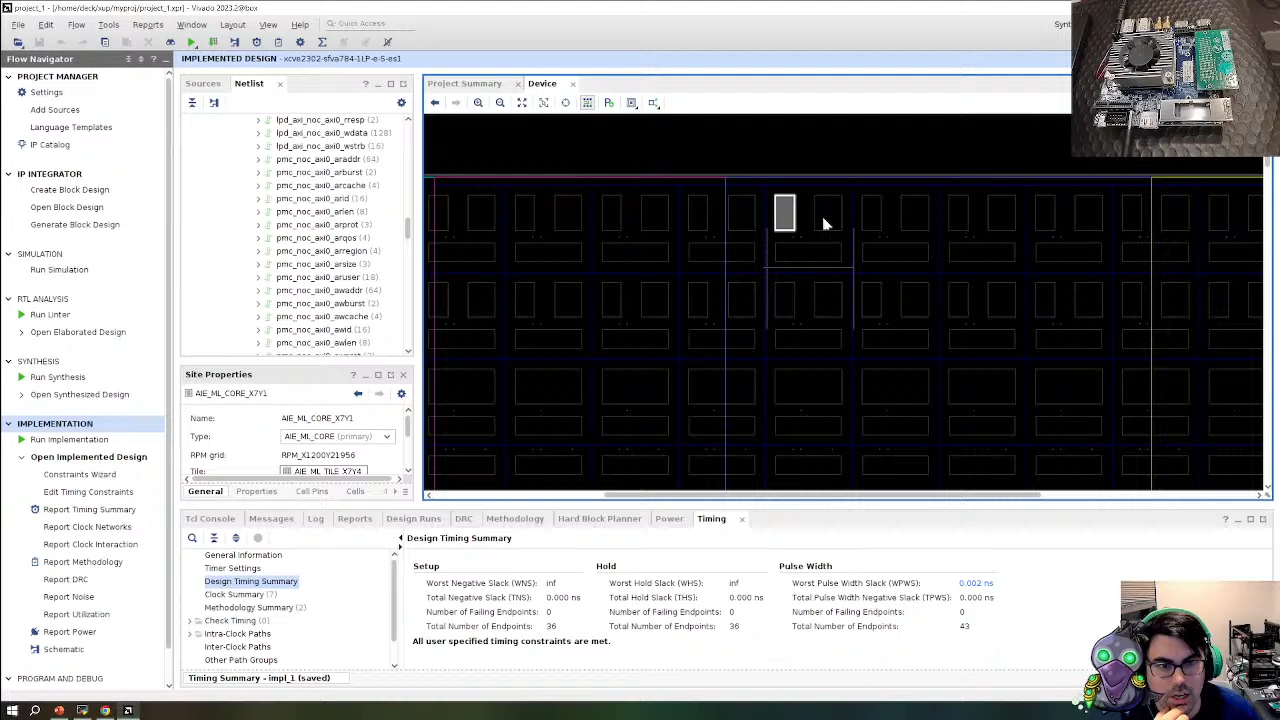 project_1 - [/home/deck/xup/myproj/project_1.xpr] - Vivado 2023.2@box
File Edit Flow Tools Reports Window Layout View Help Quick Access
Flow Navigator
IMPLEMENTED DESIGN - xcve2302-sfva784-1LP-e-S-es1
PROJECT MANAGER
Settings
Add Sources
Language Templates
IP Catalog
IP INTEGRATOR
Create Block Design
Open Block Design
Generate Block Design
SIMULATION
Run Simulation
RTL ANALYSIS
Run Linter
Open Elaborated Design
SYNTHESIS
Run Synthesis
Open Synthesized Design
IMPLEMENTATION
Run Implementation
Open Implemented Design
Constraints Wizard
Edit Timing Constraints
Report Timing Summary
Report Clock Networks
Report Clock Interaction
Report Methodology
Report DRC
Report Noise
Report Utilization
Report Power
Schematic
PROGRAM AND DEBUG
Sources Netlist
lpd_axi_noc_axi0_rresp (2)
lpd_axi_noc_axi0_wdata (128)
lpd_axi_noc_axi0_wstrb (16)
pmc_noc_axi0_araddr (64)
pmc_noc_axi0_arburst (2)
pmc_noc_axi0_arcache (4)
pmc_noc_axi0_arid (16)
pmc_noc_axi0_arlen (8)
pmc_noc_axi0_arprot (3)
pmc_noc_axi0_arqos (4)
pmc_noc_axi0_arregion (4)
pmc_noc_axi0_arsize (3)
pmc_noc_axi0_aruser (18)
pmc_noc_axi0_awaddr (64)
pmc_noc_axi0_awburst (2)
pmc_noc_axi0_awcache (4)
pmc_noc_axi0_awid (16)
pmc_noc_axi0_awlen (8)
Site Properties
AIE_ML_CORE_X7Y1
Name: AIE_ML_CORE_X7Y1
Type: AIE_ML_CORE (primary)
RPM grid: RPM_X1200Y21956
Tile: AIE_ML_TILE_X7Y4
General Properties Cell Pins Cells
Project Summary Device
Tcl Console Messages Log Reports Design Runs DRC Methodology Hard Block Planner Power Timing
General Information
Timer Settings
Design Timing Summary
Clock Summary (7)
Methodology Summary (2)
Check Timing (0)
Intra-Clock Paths
Inter-Clock Paths
Other Path Groups
Design Timing Summary
Setup Hold Pulse Width
Worst Negative Slack (WNS): inf Worst Hold Slack (WHS): inf Worst Pulse Width Slack (WPWS): 0.002 ns
Total Negative Slack (TNS): 0.000 ns Total Hold Slack (THS): 0.000 ns Total Pulse Width Negative Slack (TPWS): 0.000 ns
Number of Failing Endpoints: 0 Number of Failing Endpoints: 0 Number of Failing Endpoints: 0
Total Number of Endpoints: 36 Total Number of Endpoints: 36 Total Number of Endpoints: 43
All user specified timing constraints are met.
Timing Summary - impl_1 (saved)